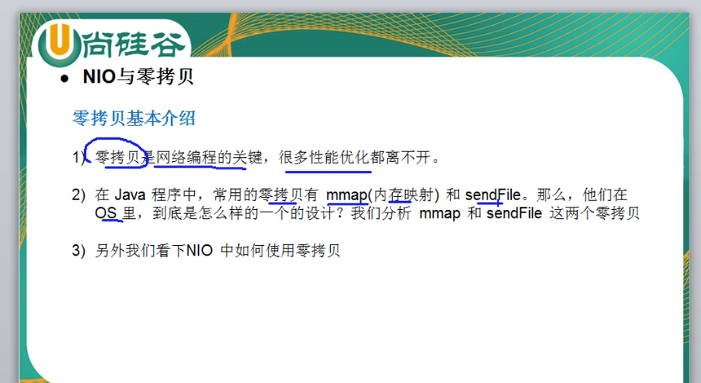 尚硅谷
● NIO与零拷贝
零拷贝基本介绍
1) 零拷贝是网络编程的关键，很多性能优化都离不开。
2) 在 Java 程序中，常用的零拷贝有 mmap(内存映射) 和 sendFile。那么，他们在
OS 里，到底是怎么样的一个的设计？我们分析 mmap 和 sendFile 这两个零拷贝
3) 另外我们看下NIO 中如何使用零拷贝